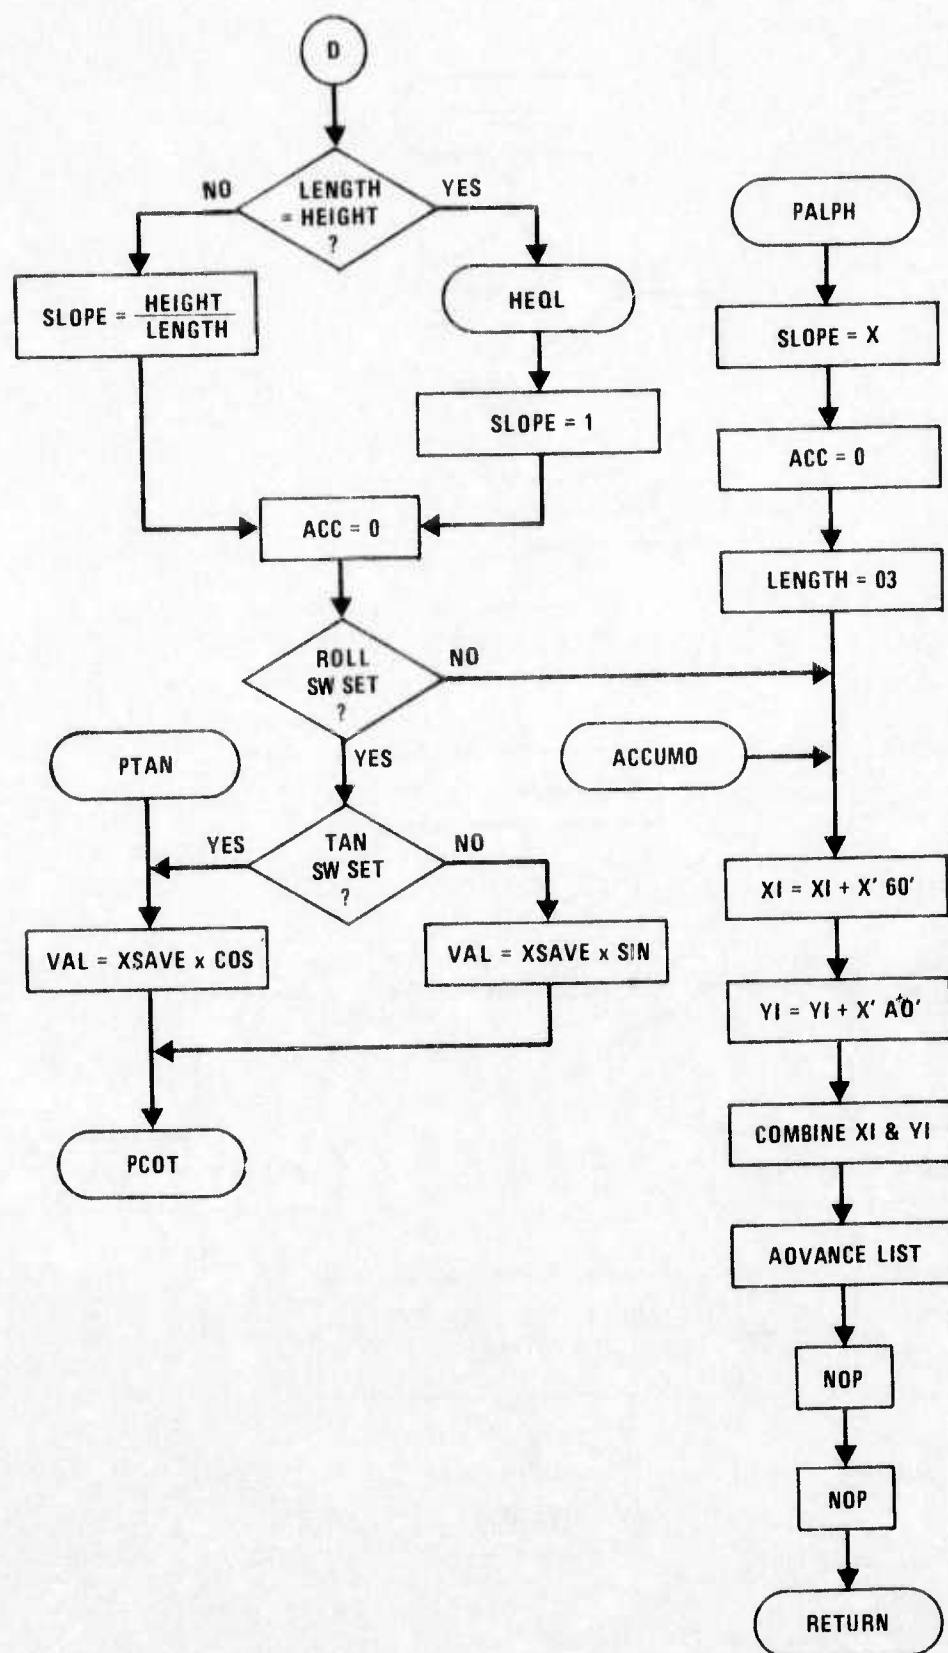 D
LENGTH
= HEIGHT
?
NO
YES
SLOPE = HEIGHT
LENGTH
HEQL
SLOPE = 1
ACC = 0
ROLL
SW SET
?
NO
YES
PTAN
TAN
SW SET
?
YES
NO
VAL = XSAVE x COS
VAL = XSAVE x SIN
PCOT
PALPH
SLOPE = X
ACC = 0
LENGTH = 03
ACCUMO
XI = XI + X' 60'
YI = YI + X' A0'
COMBINE XI & YI
AOVANCE LIST
NOP
NOP
RETURN